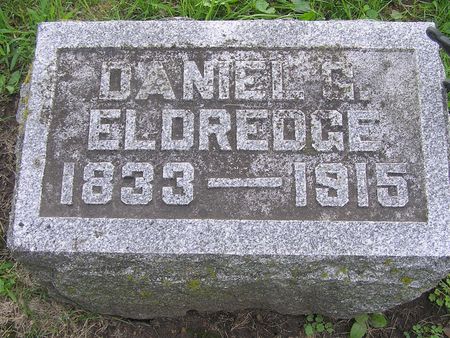 DANIEL G.
ELDREDGE
1833 — 1915